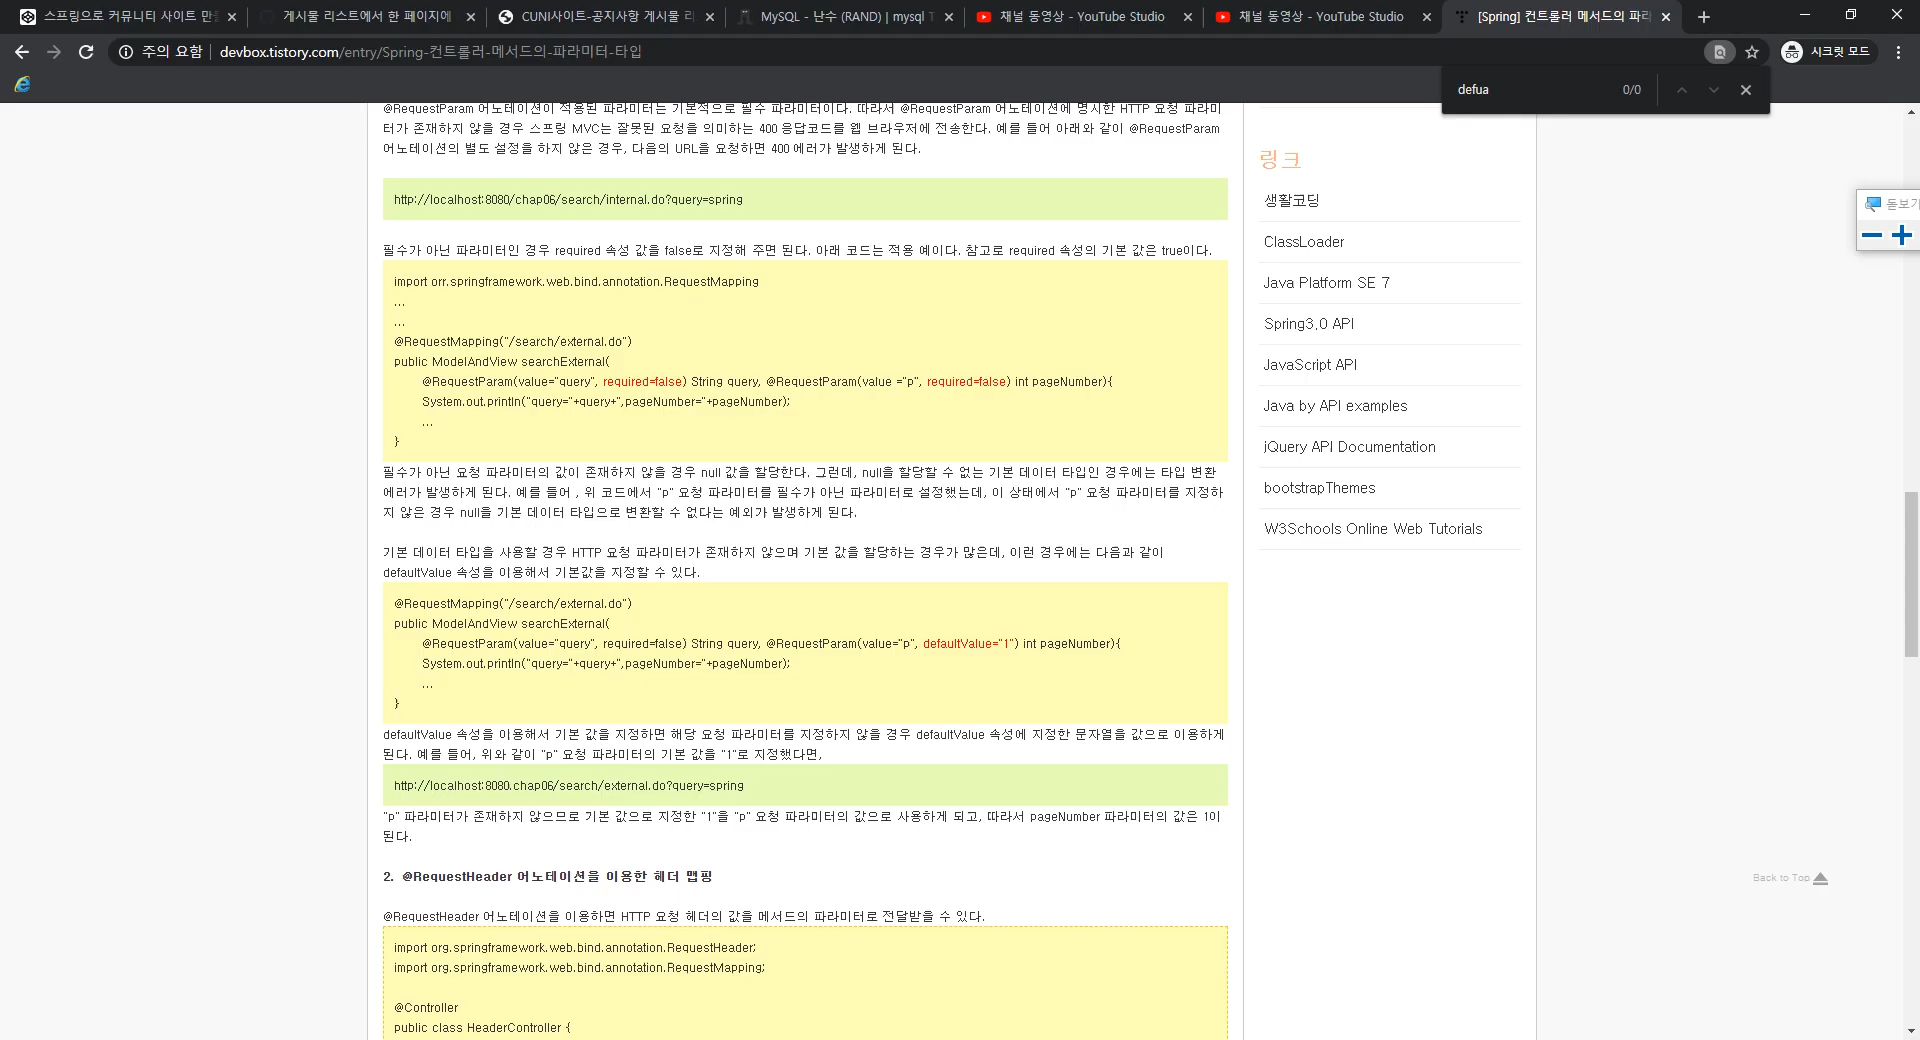 스프링으로 커뮤니티 사이트 만
게시물 리스트에서 한 페이지에
CUNI사이트-공지사항 게시물 리
MySQL - 난수 (RAND) | mysql
채널 동영상 - YouTube Studio
채널 동영상 - YouTube Studio
[Spring] 컨트롤러 메서드의 파라
주의 요함
devbox.tistory.com/entry/Spring-컨트롤러-메서드의-파라미터-타입
시크릿 모드
defua 0/0
@RequestParam 어노테이션이 적용된 파라미터는 기본적으로 필수 파라미터이다. 따라서 @RequestParam 어노테이션에 명시한 HTTP 요청 파라미
터가 존재하지 않을 경우 스프링 MVC는 잘못된 요청을 의미하는 400 응답코드를 웹 브라우저에 전송한다. 예를 들어 아래와 같이 @RequestParam
어노테이션의 별도 설정을 하지 않은 경우, 다음의 URL을 요청하면 400 에러가 발생하게 된다.
http://localhost:8080/chap06/search/internal.do?query=spring
필수가 아닌 파라미터인 경우 required 속성 값을 false로 지정해 주면 된다. 아래 코드는 적용 예이다. 참고로 required 속성의 기본 값은 true이다.
import orr.springframework.web.bind.annotation.RequestMapping
...
...
@RequestMapping("/search/external.do")
public ModelAndView searchExternal(
@RequestParam(value="query", required=false) String query, @RequestParam(value ="p", required=false) int pageNumber){
System.out.println("query="+query+",pageNumber="+pageNumber);
...
}
필수가 아닌 요청 파라미터의 값이 존재하지 않을 경우 null 값을 할당한다. 그런데, null을 할당할 수 없는 기본 데이터 타입인 경우에는 타입 변환
에러가 발생하게 된다. 예를 들어 , 위 코드에서 "p" 요청 파라미터를 필수가 아닌 파라미터로 설정했는데, 이 상태에서 "p" 요청 파라미터를 지정하
지 않은 경우 null을 기본 데이터 타입으로 변환할 수 없다는 예외가 발생하게 된다.
기본 데이터 타입을 사용할 경우 HTTP 요청 파라미터가 존재하지 않으며 기본 값을 할당하는 경우가 많은데, 이런 경우에는 다음과 같이
defaultValue 속성을 이용해서 기본값을 지정할 수 있다.
@RequestMapping("/search/external.do")
public ModelAndView searchExternal(
@RequestParam(value="query", required=false) String query, @RequestParam(value="p", defaultValue="1") int pageNumber){
System.out.println("query="+query+",pageNumber="+pageNumber);
...
}
defaultValue 속성을 이용해서 기본 값을 지정하면 해당 요청 파라미터를 지정하지 않을 경우 defaultValue 속성에 지정한 문자열을 값으로 이용하게
된다. 예를 들어, 위와 같이 "p" 요청 파라미터의 기본 값을 "1"로 지정했다면,
http://localhost:8080.chap06/search/external.do?query=spring
"p" 파라미터가 존재하지 않으므로 기본 값으로 지정한 "1"을 "p" 요청 파라미터의 값으로 사용하게 되고, 따라서 pageNumber 파라미터의 값은 1이
된다.
2. @RequestHeader 어노테이션을 이용한 헤더 맵핑
@RequestHeader 어노테이션을 이용하면 HTTP 요청 헤더의 값을 메서드의 파라미터로 전달받을 수 있다.
import org.springframework.web.bind.annotation.RequestHeader;
import org.springframework.web.bind.annotation.RequestMapping;
@Controller
public class HeaderController {
링크
생활코딩
ClassLoader
Java Platform SE 7
Spring3.0 API
JavaScript API
Java by API examples
jQuery API Documentation
bootstrapThemes
W3Schools Online Web Tutorials
돋보기
Back to Top